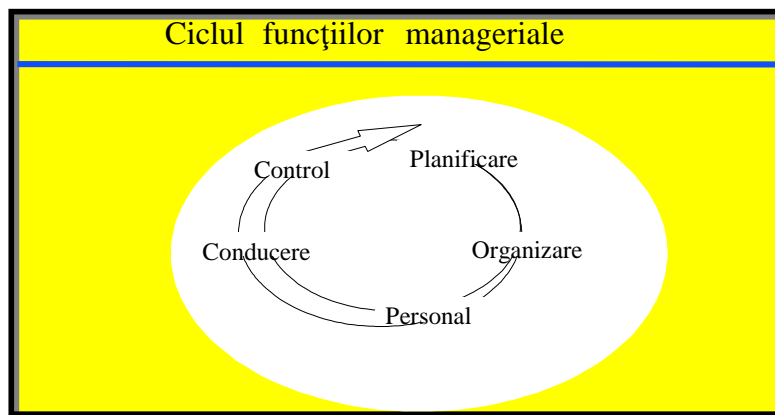 Ciclul funcţiilor manageriale
Control
Planificare
Conducere
Organizare
Personal